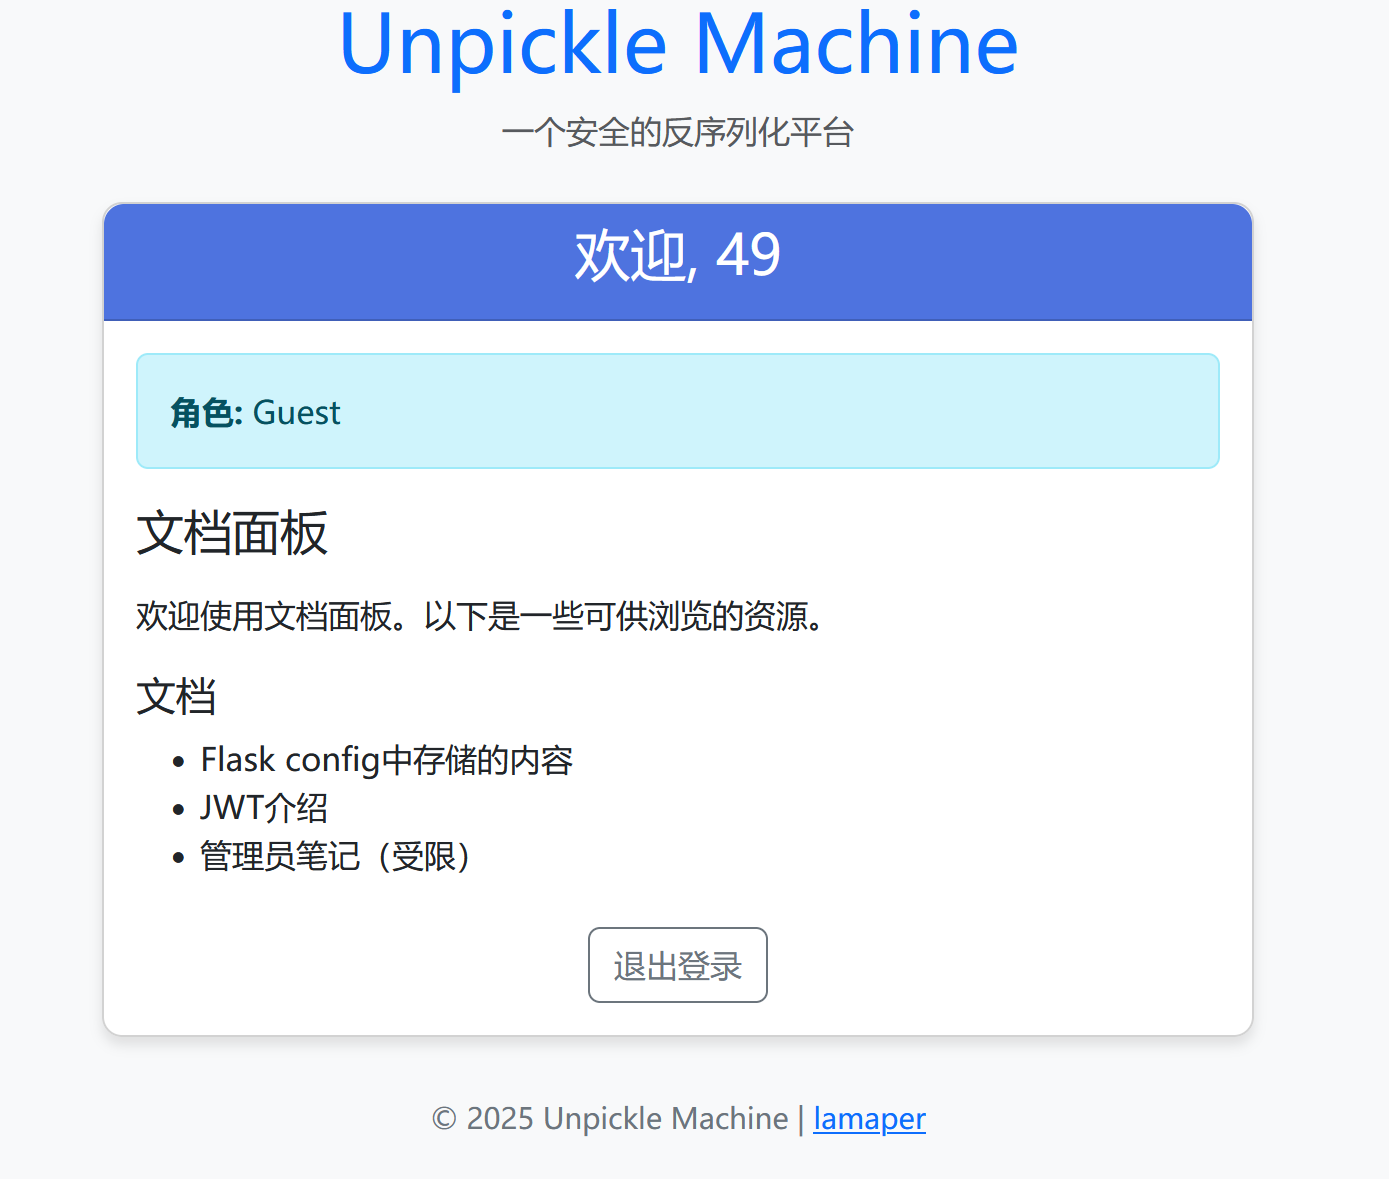 Unpickle Machine
一个安全的反序列化平台
欢迎, 49
角色: Guest
文档面板
欢迎使用文档面板。以下是一些可供浏览的资源。
文档
• Flask config中存储的内容
• JWT介绍
• 管理员笔记（受限）
退出登录
© 2025 Unpickle Machine | lamaper